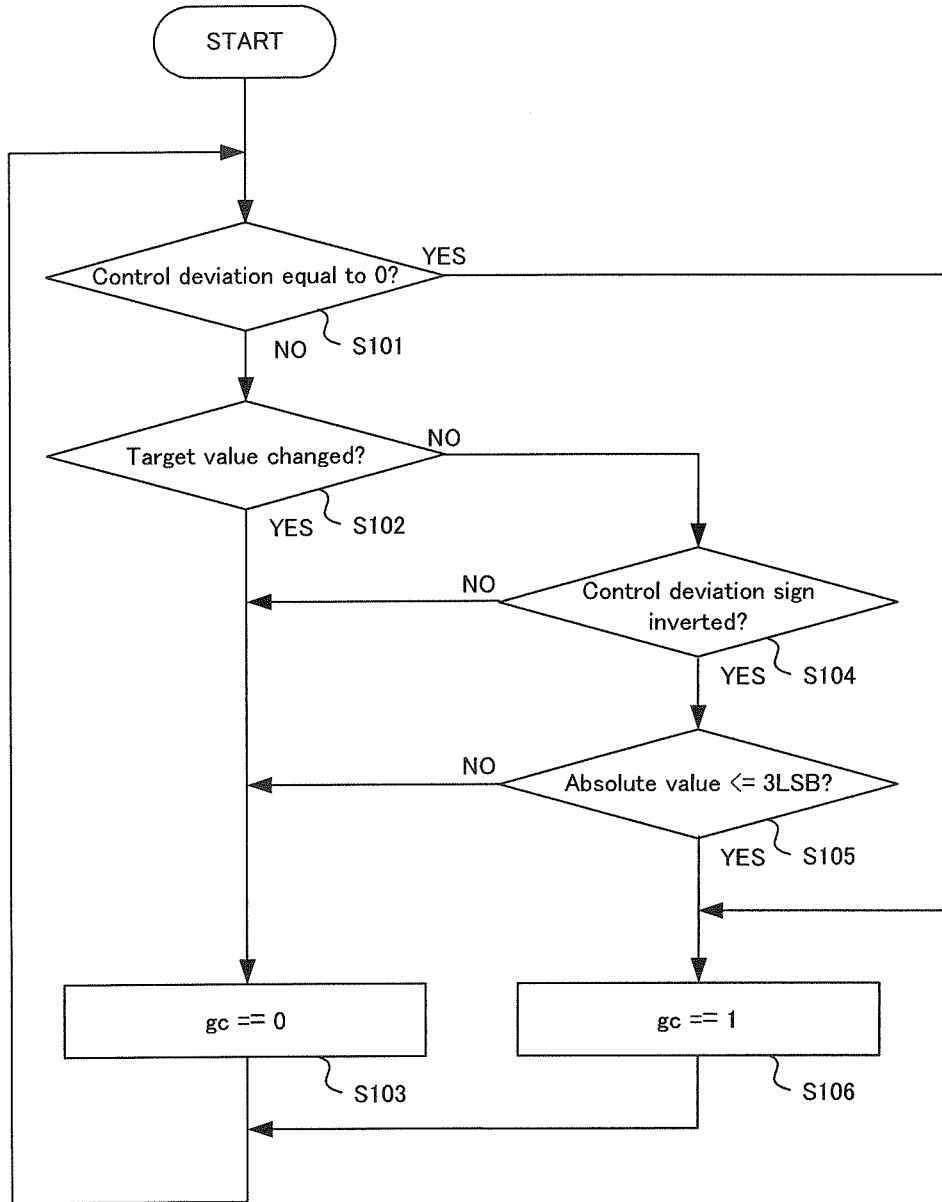 START
Control deviation equal to 0?
YES
S101
NO
Target value changed?
NO
YES
S102
Control deviation sign
inverted?
NO
YES
S104
Absolute value <= 3LSB?
NO
YES
S105
gc == 0
S103
gc == 1
S106